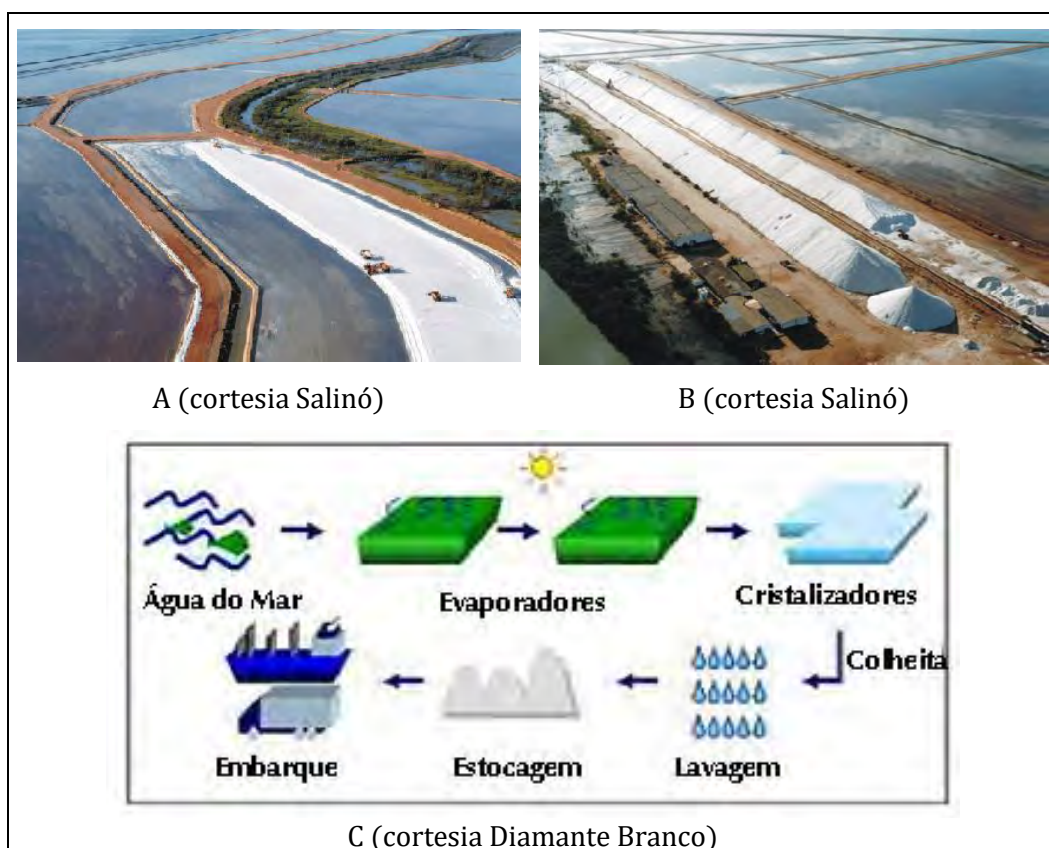 A (cortesia Salinó)
B (cortesia Salinó)
Água do Mar
Evaporadores
Cristalizadores
Colheita
Embarque
Estocagem
Lavagem
C (cortesia Diamante Branco)